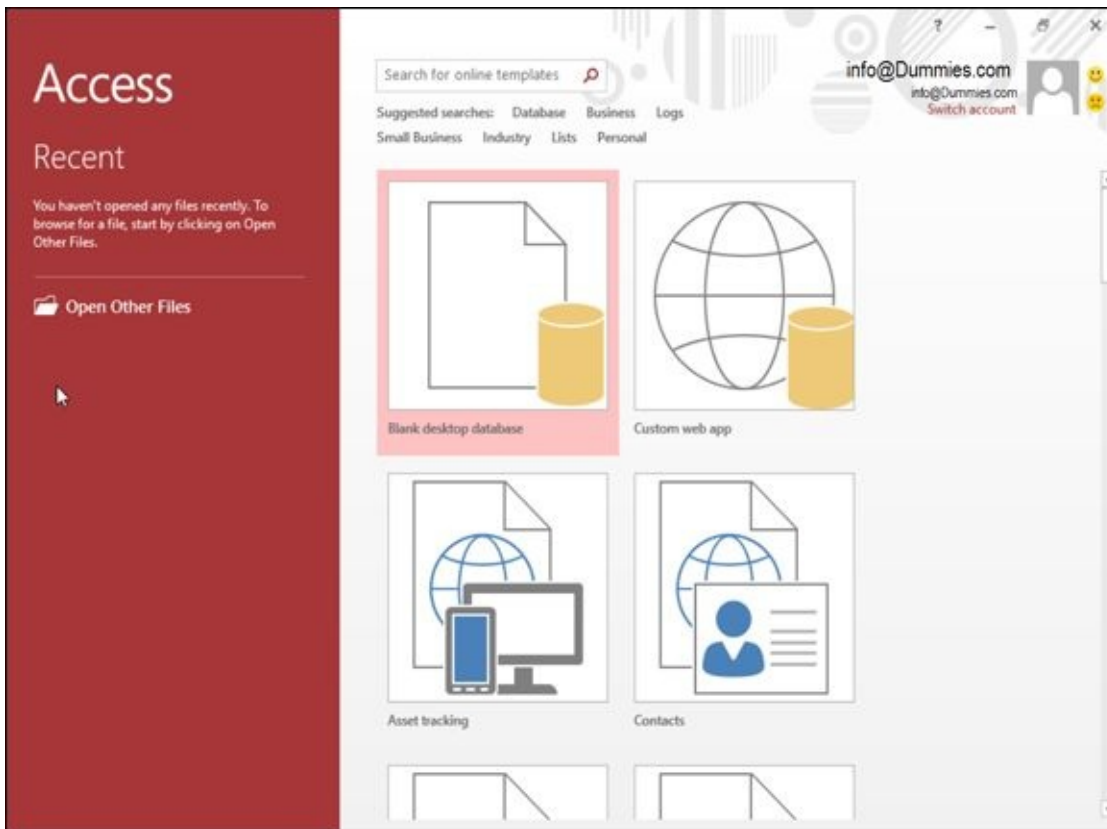 Access
Recent
You haven't opened any files recently. To
browse for a file, start by clicking on Open
Other Files.
Open Other Files
?
Search for online templates
Suggested searches: Database Business Logs
Small Business Industry Lists Personal
info@Dummies.com
info@Dummies.com
Switch account
Blank desktop database
Custom web app
Asset tracking
Contacts